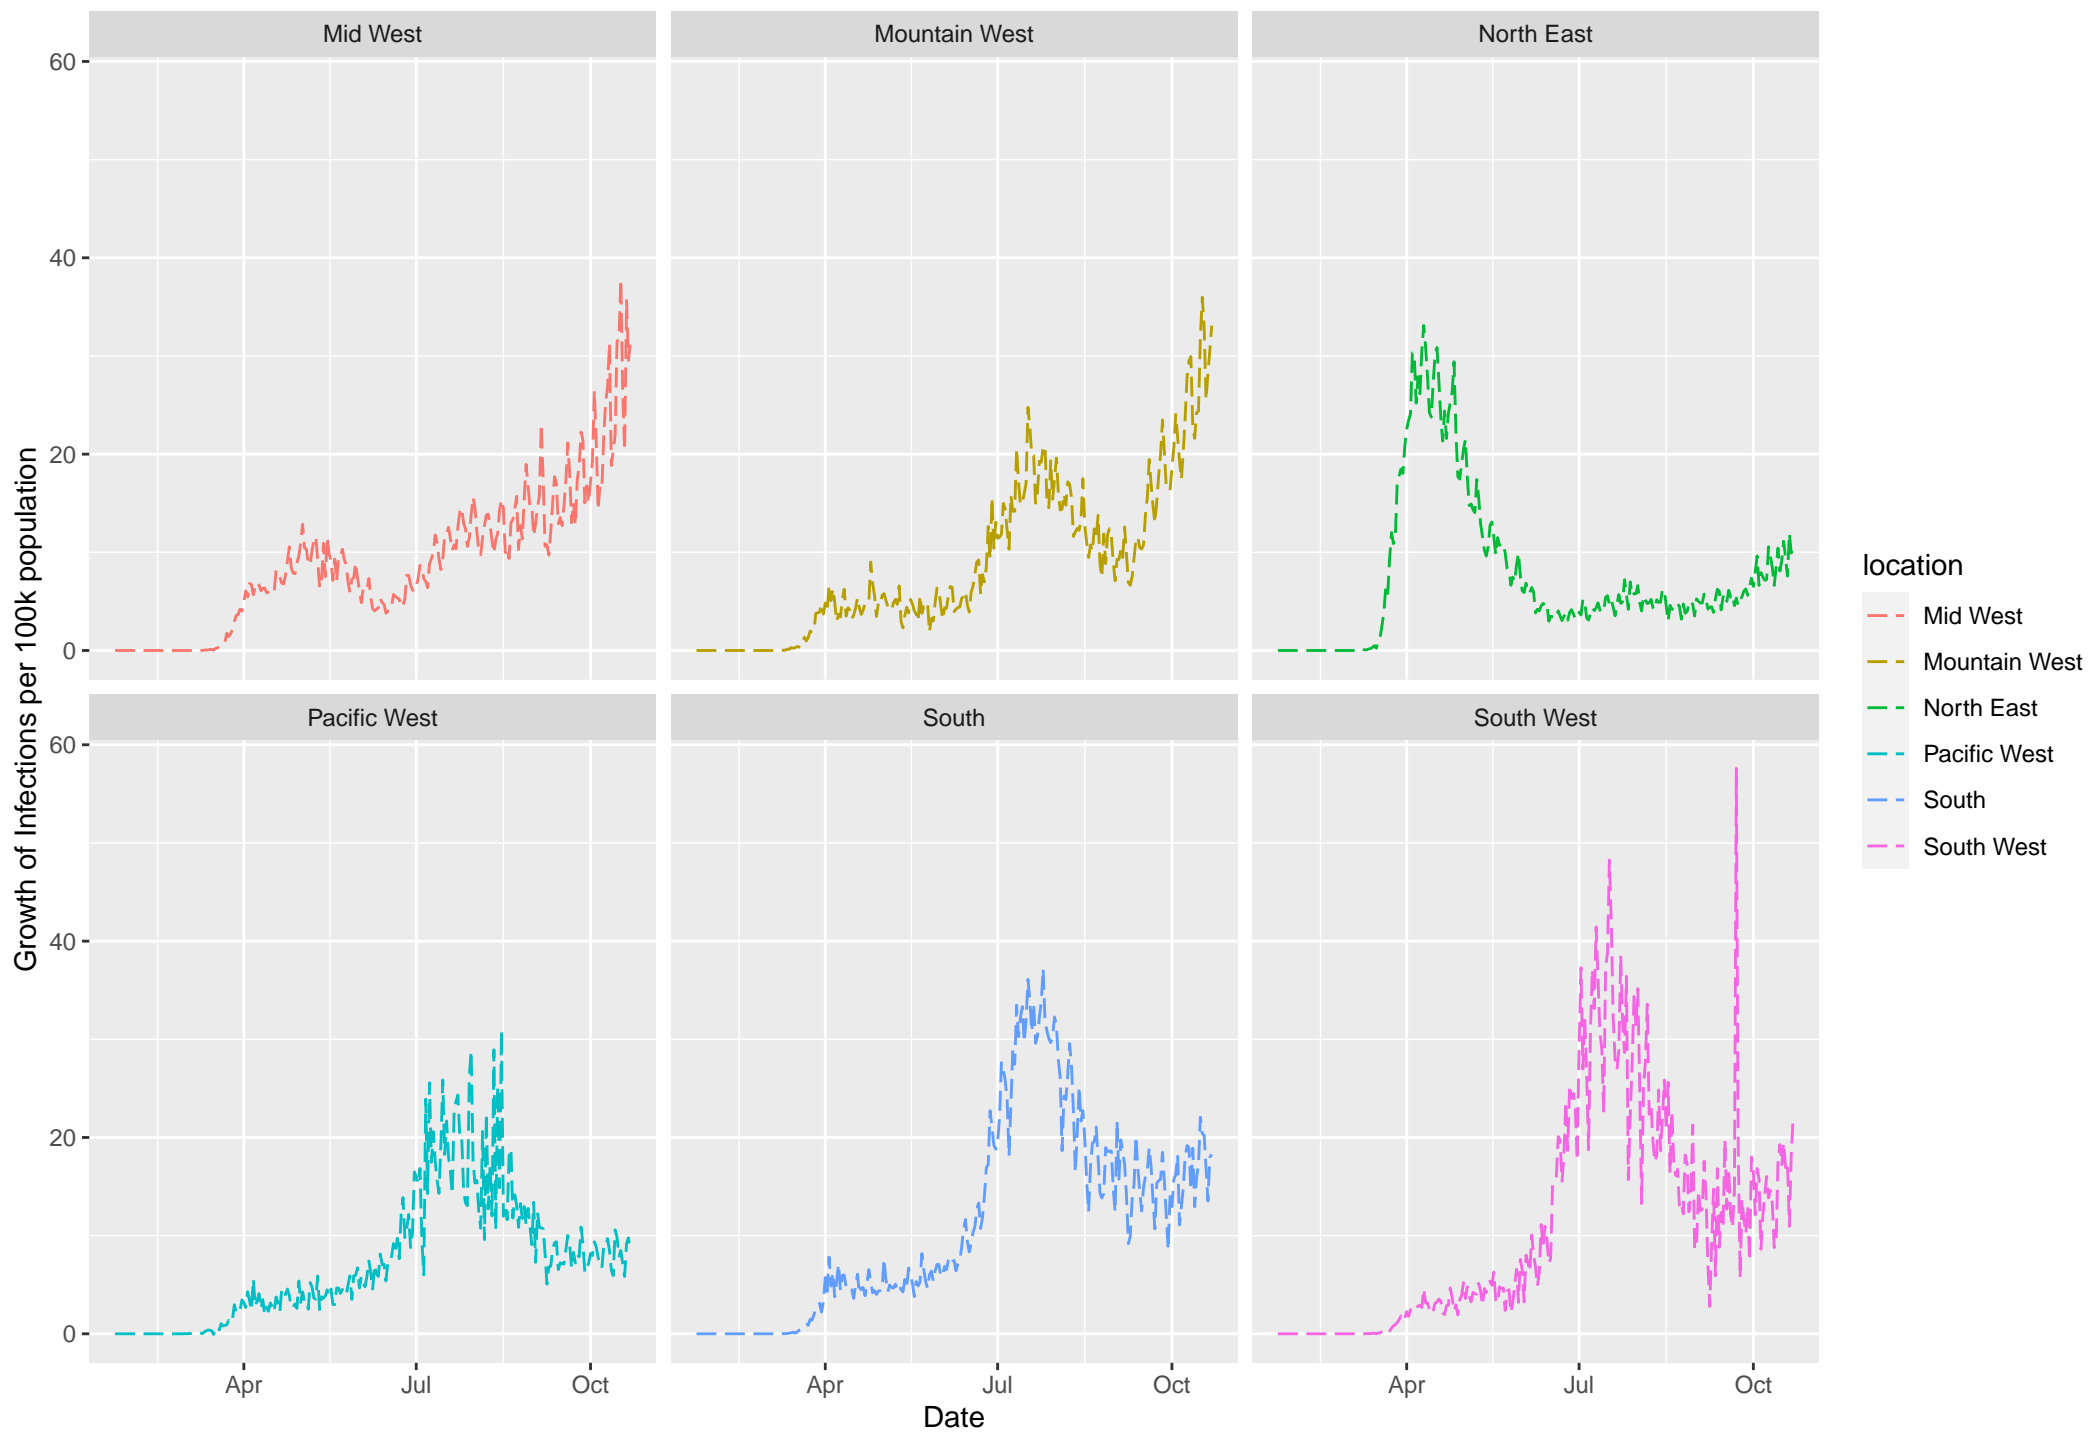 Mid West
Mountain West
North East
60
40
20
0
Pacific West
South
South West
60
40
20
0
Apr
Jul
Oct
Apr
Jul
Oct
Apr
Jul
Oct
Date
Growth of Infections per 100k population
location
Mid West
Mountain West
North East
Pacific West
South
South West